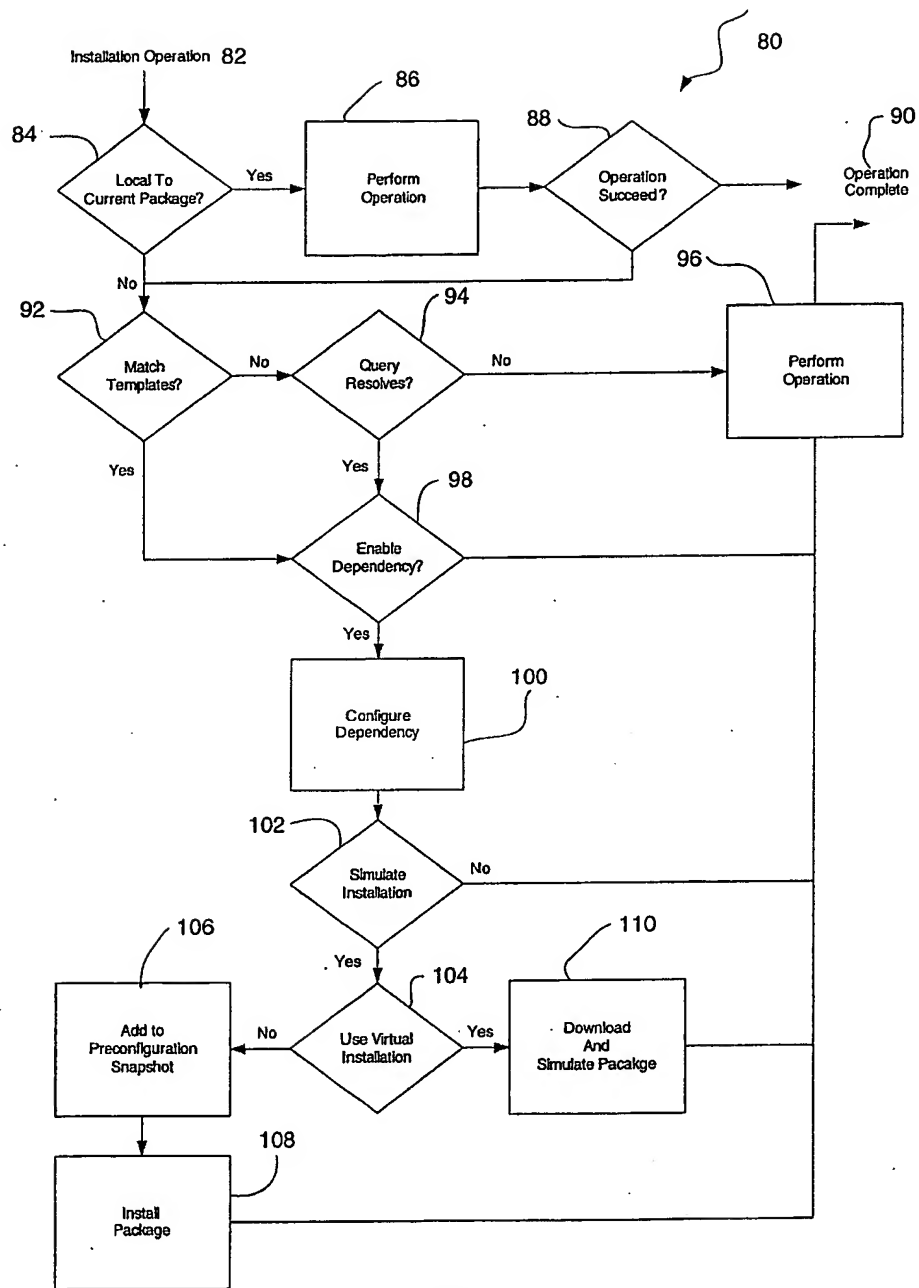 Installation Operation 82
80
86
88
90
84
Operation
Complete
Local To
Current Package?
Yes
Perform
Operation
Operation
Succeed?
No
96
92
94
Match
Templates?
No
Query
Resolves?
No
Perform
Operation
Yes
Yes
98
Enable
Dependency?
Yes
100
Configure
Dependency
102
Simulate
Installation
No
106
110
Yes
104
Add to
Preconfiguration
Snapshot
No
Use Virtual
Installation
Yes
Download
And
Simulate Pacakge
108
Install
Package